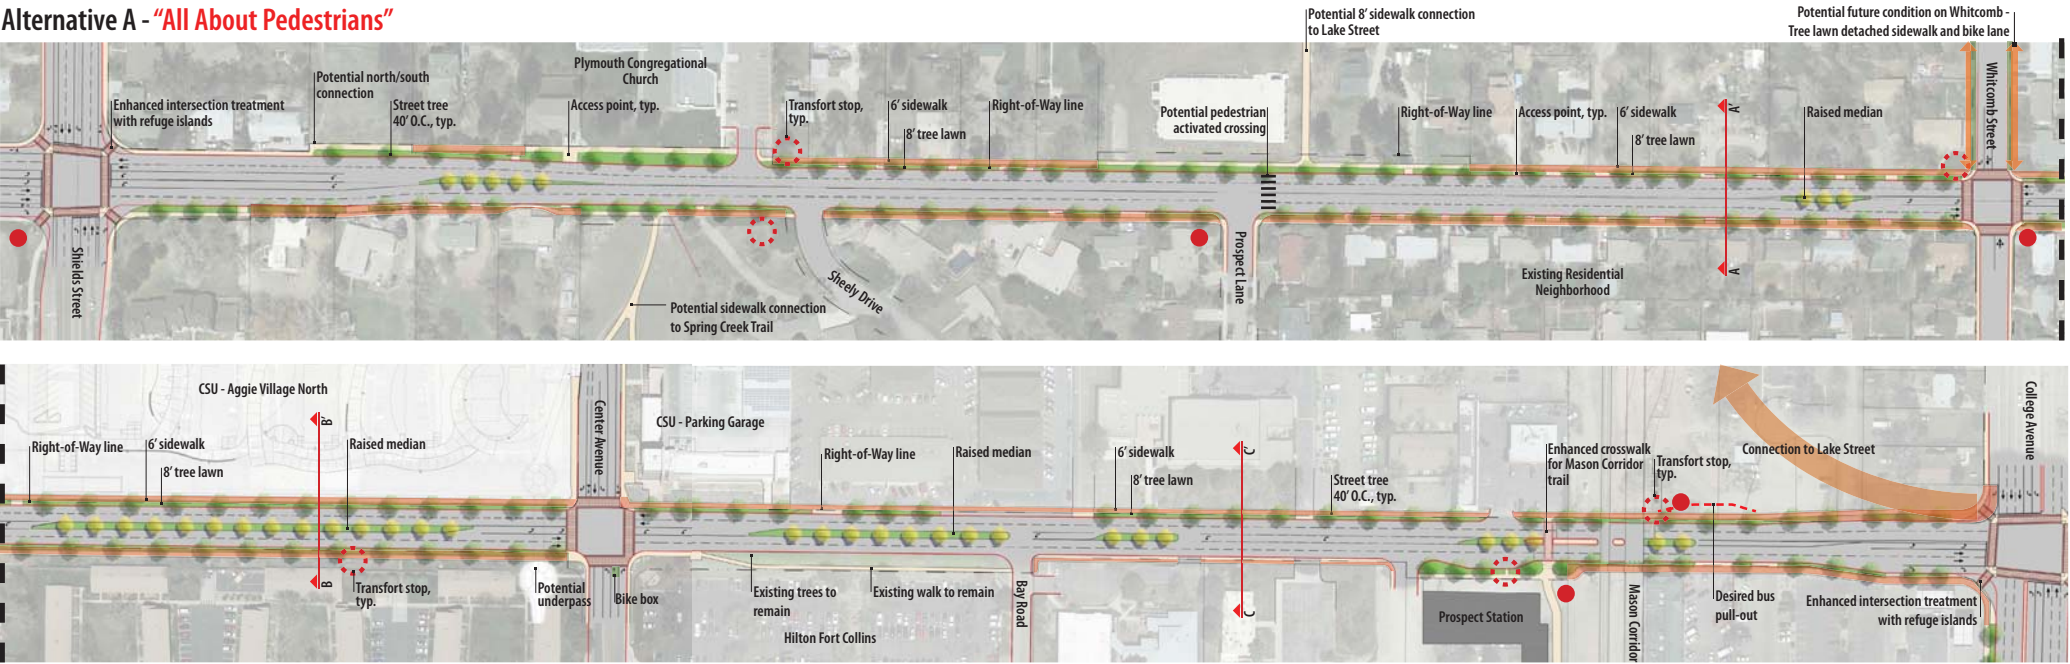 Alternative A - “All About Pedestrians”
Potential 8’ sidewalk connection
to Lake Street
Potential future condition on Whitcomb -
Tree lawn detached sidewalk and bike lane
Plymouth Congregational
Church
Potential north/south
connection
Enhanced intersection treatment
with refuge islands
Street tree
40’ O.C., typ.
Access point, typ.
Transfort stop,
typ.
6’ sidewalk
8’ tree lawn
Right-of-Way line
Potential pedestrian
activated crossing
Right-of-Way line
Access point, typ.
6’ sidewalk
8’ tree lawn
A’
Raised median
Whitcomb Street
Shields Street
Potential sidewalk connection
to Spring Creek Trail
Sheely Drive
Prospect Lane
Existing Residential
Neighborhood
A
CSU - Aggie Village North
Right-of-Way line
6’ sidewalk
8’ tree lawn
B’
Raised median
Center Avenue
CSU - Parking Garage
Right-of-Way line
Raised median
6’ sidewalk
8’ tree lawn
C’
Street tree
40’ O.C., typ.
Enhanced crosswalk
for Mason Corridor
trail
Transfort stop,
typ.
Connection to Lake Street
College Avenue
B
Transfort stop,
typ.
Potential
underpass
Bike box
Existing trees to
remain
Existing walk to remain
Hilton Fort Collins
Bay Road
C
Prospect Station
Mason Corridor
Desired bus
pull-out
Enhanced intersection treatment
with refuge islands